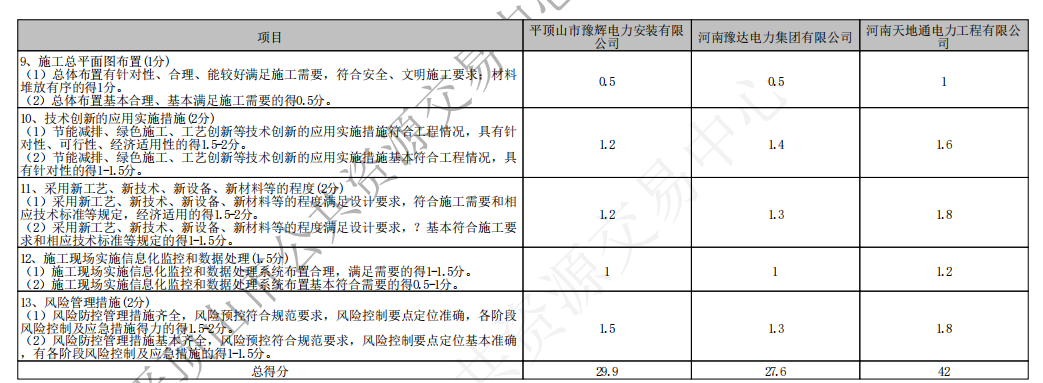 项目
平顶山市豫辉电力安装有限
公司
河南豫达电力集团有限公司
河南天地通电力工程有限公
司
9、施工总平面图布置(1分)
（1）总体布置有针对性、合理、能较好满足施工需要，符合安全、文明施工要求；材料
堆放有序的得1分。
（2）总体布置基本合理、基本满足施工需要的得0.5分。
0.5
0.5
1
10、技术创新的应用实施措施(2分)
（1）节能减排、绿色施工、工艺创新等技术创新的应用实施措施符合工程情况，具有针
对性、可行性、经济适用性的得1.5-2分。
（2）节能减排、绿色施工、工艺创新等技术创新的应用实施措施基本符合工程情况，具
有针对性的得1-1.5分。
1.2
1.4
1.6
11、采用新工艺、新技术、新设备、新材料等的程度(2分)
（1）采用新工艺、新技术、新设备、新材料等的程度满足设计要求，符合施工需要和相
应技术标准等规定，经济适用的得1.5-2分。
（2）采用新工艺、新技术、新设备、新材料等的程度满足设计要求，？基本符合施工要
求和相应技术标准等规定的得1-1.5分。
1.2
1.3
1.8
12、施工现场实施信息化监控和数据处理(1.5分)
（1）施工现场实施信息化监控和数据处理系统布置合理，满足需要的得1-1.5分。
（2）施工现场实施信息化监控和数据处理系统布置基本符合需要的得0.5-1分。
1
1
1.2
13、风险管理措施(2分)
（1）风险防控管理措施齐全，风险预控符合规范要求，风险控制要点定位准确，各阶段
风险控制及应急措施得力的得1.5-2分。
（2）风险防控管理措施基本齐全，风险预控符合规范要求，风险控制要点定位基本准确
，有各阶段风险控制及应急措施的得1-1.5分。
1.5
1.3
1.8
总得分
29.9
27.6
42
平顶山市公共资源交易中心
共资源交易中心